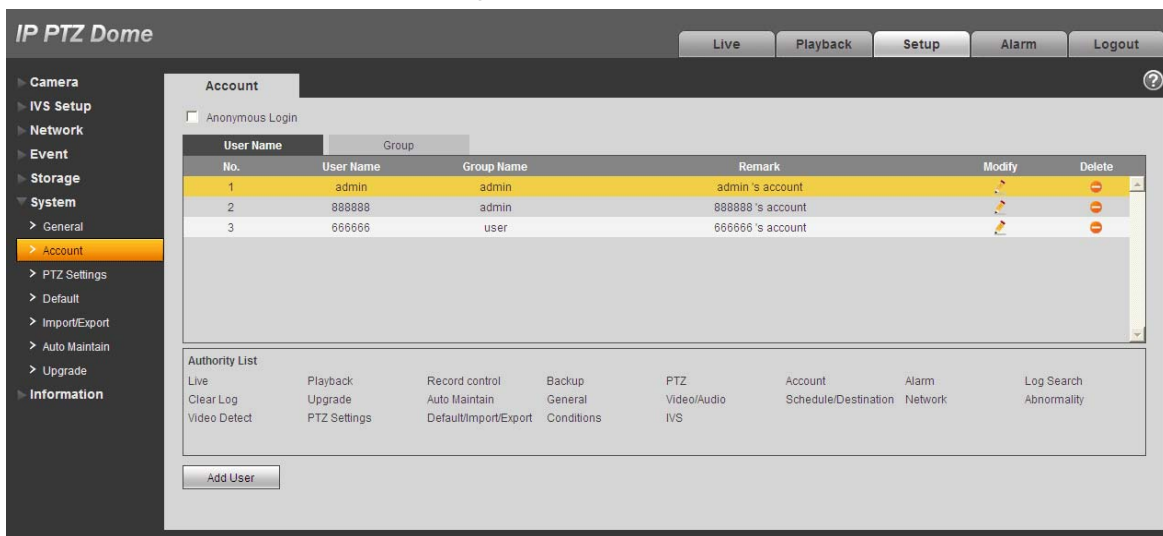 IP PTZ Dome
Live Playback Setup Alarm Logout
Camera
IVS Setup
Network
Event
Storage
System
> General
> Account
> PTZ Settings
> Default
> Import/Export
> Auto Maintain
> Upgrade
Information
Account
?
Anonymous Login
User Name Group
No. User Name Group Name Remark Modify Delete
1 admin admin admin 's account
2 888888 admin 888888 's account
3 666666 user 666666 's account
Authority List
Live Playback Record control Backup PTZ Account Alarm Log Search
Clear Log Upgrade Auto Maintain General Video/Audio Schedule/Destination Network Abnormality
Video Detect PTZ Settings Default/Import/Export Conditions IVS
Add User